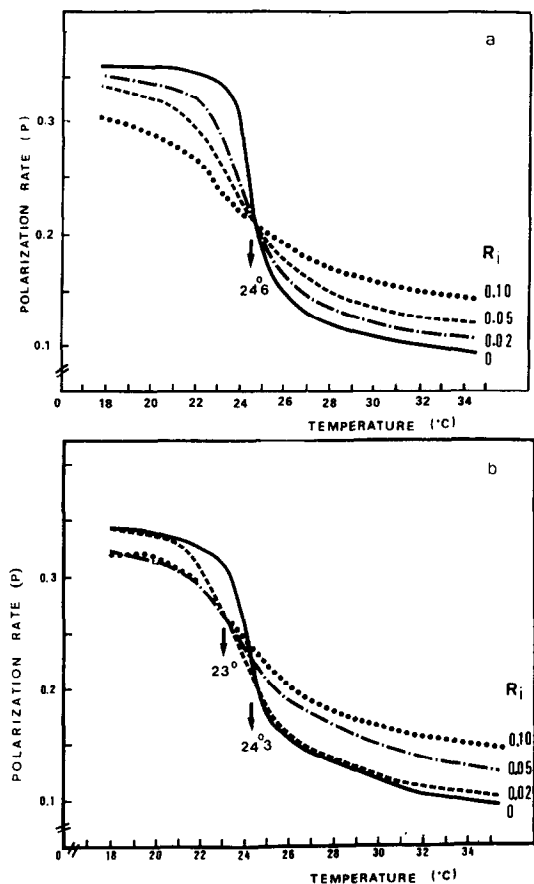 a
POLARIZATION RATE (P)
0.3
0.2
0.1
24°6
Ri
0.10
0.05
0.02
0
0 18 20 22 24 26 28 30 32 34
TEMPERATURE (°C)
b
POLARIZATION RATE (P)
0.3
0.2
0.1
23°
24°3
Ri
0.10
0.05
0.02
0
0 18 20 22 24 26 28 30 32 34
TEMPERATURE (°C)